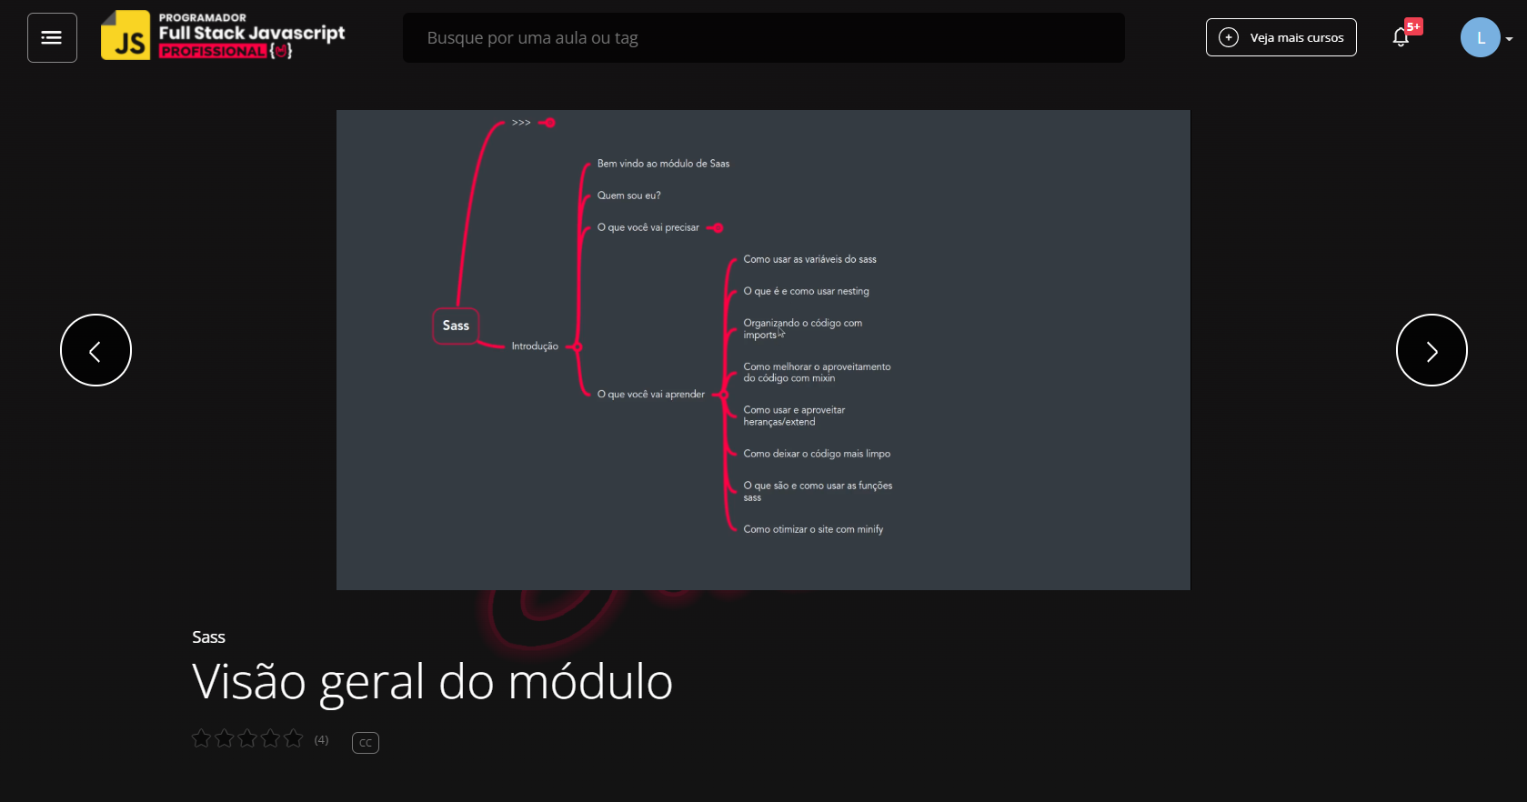 JS
PROGRAMADOR
Full Stack Javascript
PROFISSIONAL
Busque por uma aula ou tag
Veja mais cursos
5+
L
>>>
Bem vindo ao módulo de Saas
Quem sou eu?
O que você vai precisar
Como usar as variáveis do sass
O que é e como usar nesting
Organizando o código com
imports
Sass
Introdução
Como melhorar o aproveitamento
do código com mixin
O que você vai aprender
Como usar e aproveitar
heranças/extend
Como deixar o código mais limpo
O que são e como usar as funções
sass
Como otimizar o site com minify
Sass
Visão geral do módulo
(4)
CC